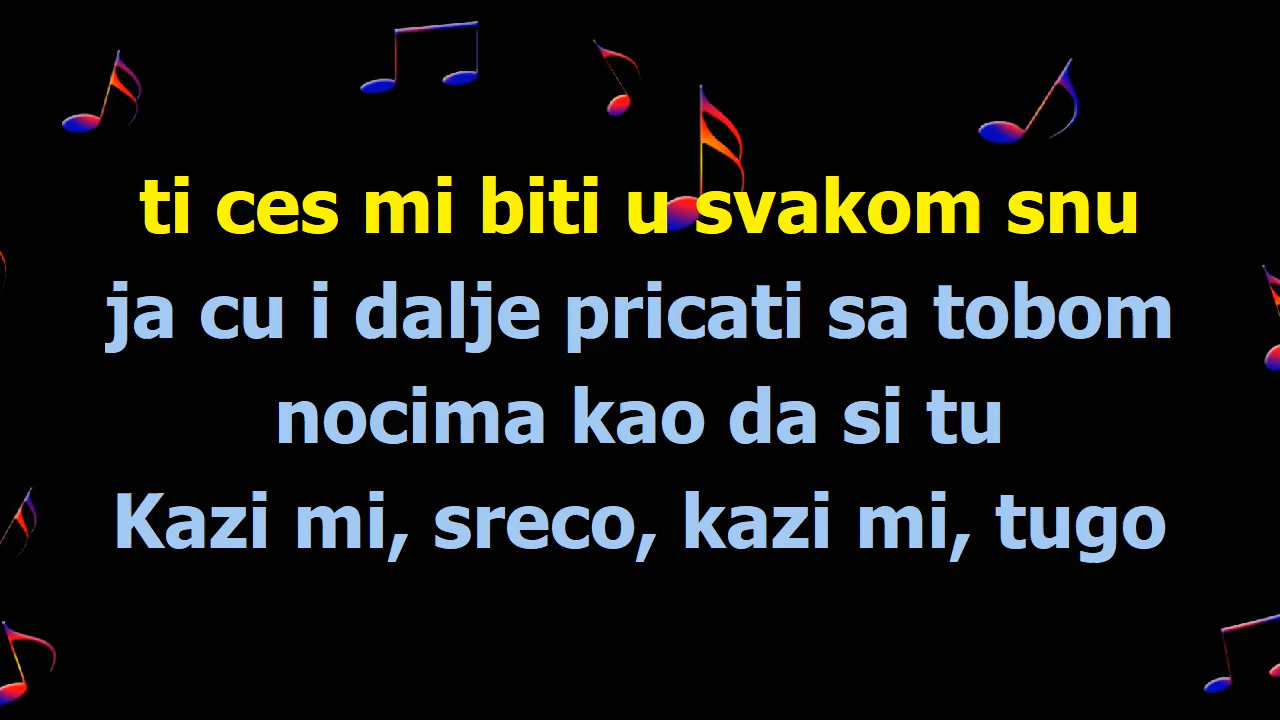 ti ces mi biti u svakom snu
ja cu i dalje pricati sa tobom
nocima kao da si tu
Kazi mi, sreco, kazi mi, tugo